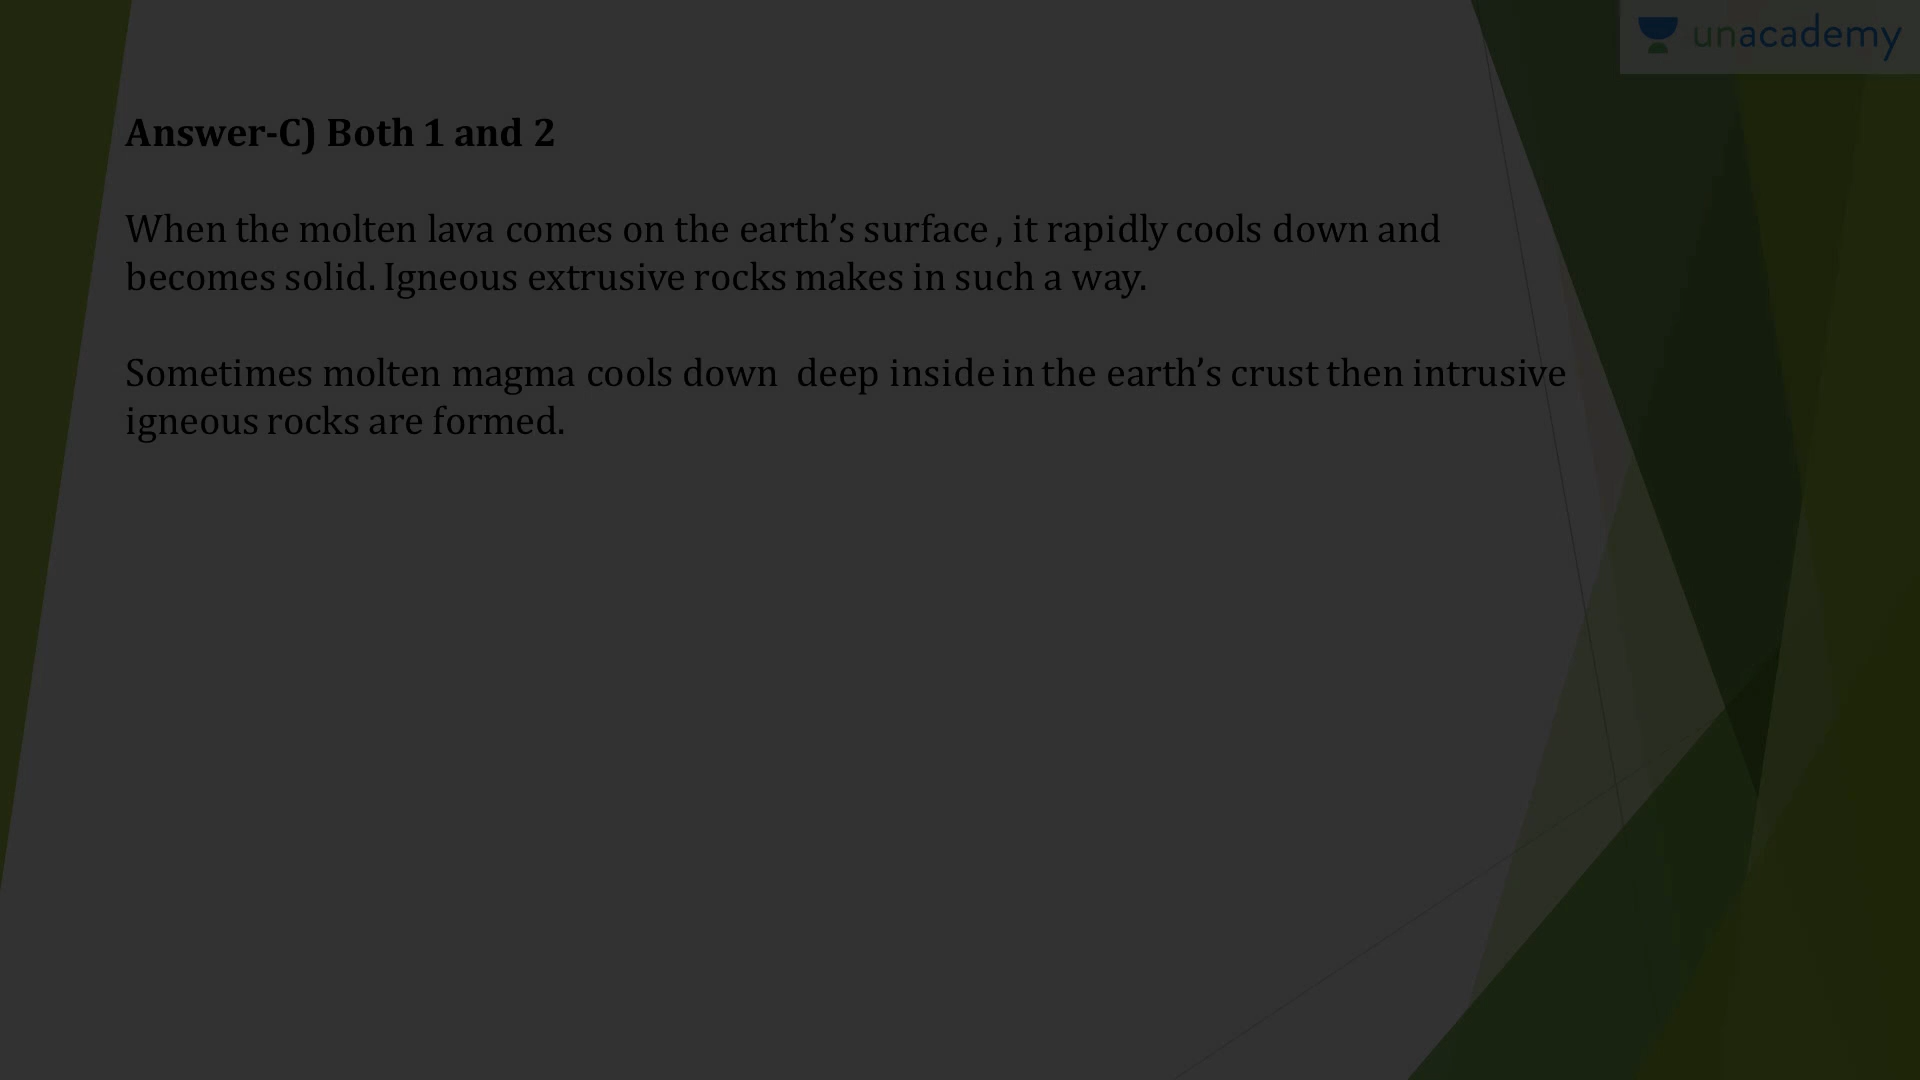 unacademy
Answer-C) Both 1 and 2
When the molten lava comes on the earth’s surface , it rapidly cools down and
becomes solid. Igneous extrusive rocks makes in such a way.
Sometimes molten magma cools down  deep inside in the earth’s crust then intrusive
igneous rocks are formed.